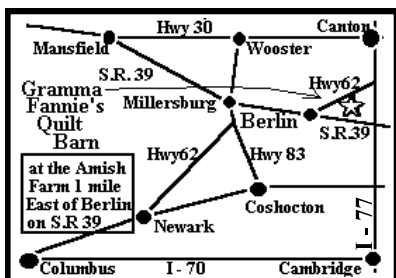 Hwy 30
Canton
Mansfield
Wooster
S.R. 39
Hwy62
Gramma
Fannie's
Quilt
Barn
Millersburg
Berlin
S.R.39
at the Amish
Farm 1 mile
East of Berlin
on S.R 39
Hwy62
Hwy 83
Coshocton
Newark
I - 77
Columbus
I - 70
Cambridge